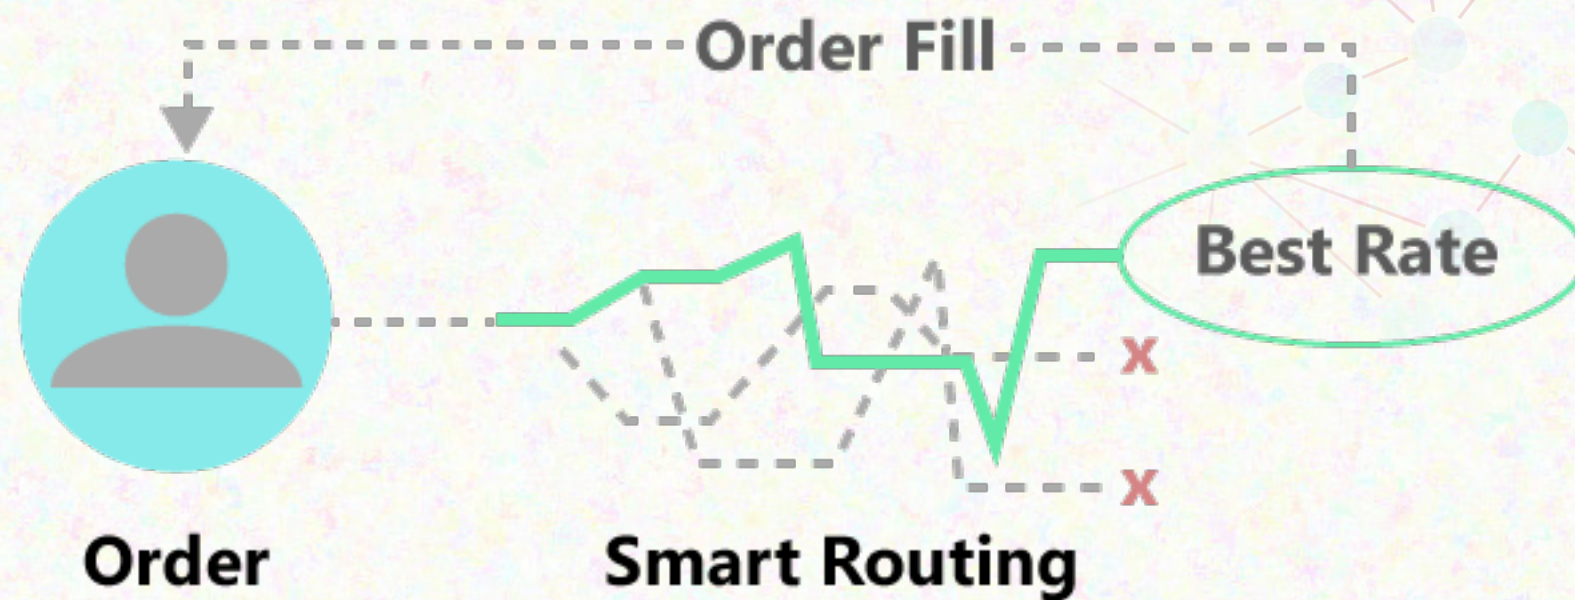 Order Fill
Best Rate
x
x
Order
Smart Routing